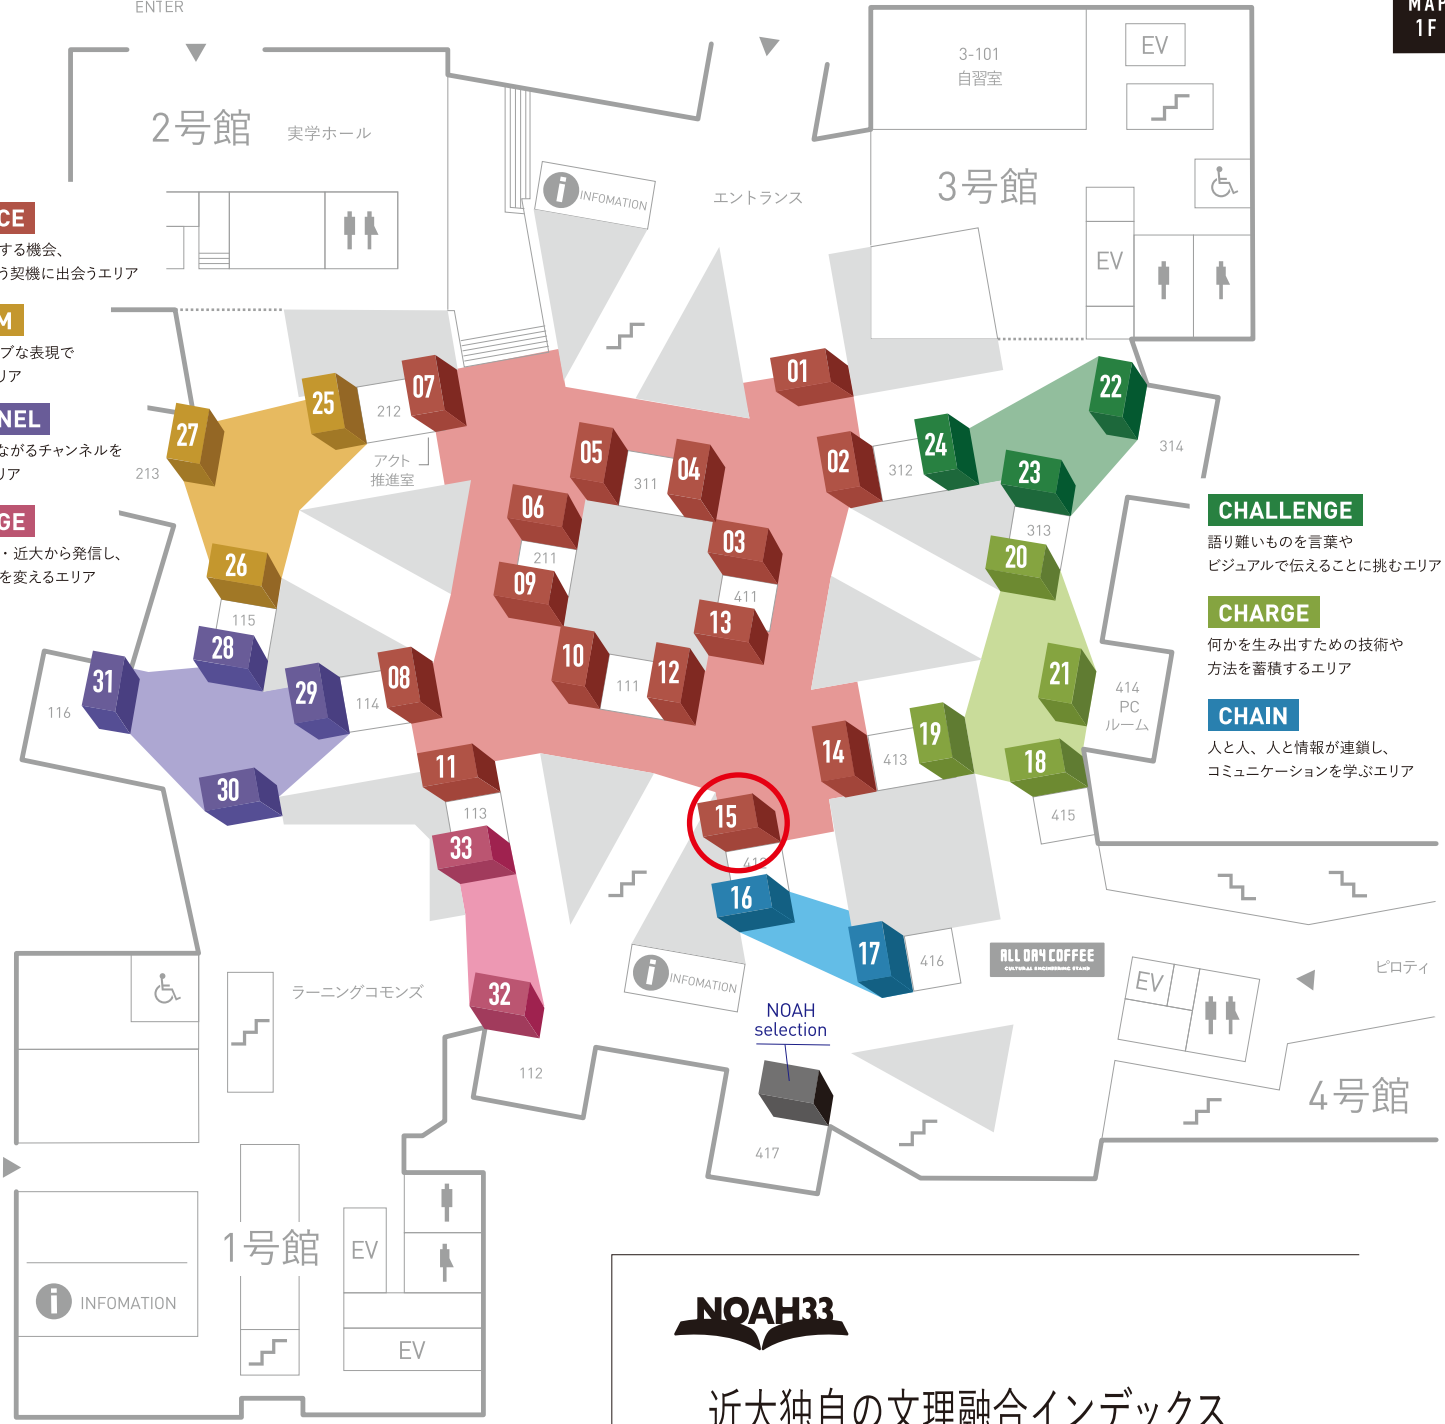 ENTER
MAP
1F
2号館
実学ホール
INFOMATION
エントランス
3-101
自習室
EV
3号館
EV
CE
する機会、
う契機に出会うエリア
M
ブな表現で
リア
NEL
ながるチャンネルを
リア
GE
・近大から発信し、
を変えるエリア
01
02
03
04
05
06
07
08
09
10
11
12
13
14
15
16
17
18
19
20
21
22
23
24
25
26
27
28
29
30
31
32
33
212
アクト
推進室
213
311
211
411
111
312
313
314
115
116
114
113
413
412
414
PC
ルーム
415
416
CHALLENGE
語り難いものを言葉や
ビジュアルで伝えることに挑むエリア
CHARGE
何かを生み出すための技術や
方法を蓄積するエリア
CHAIN
人と人、人と情報が連鎖し、
コミュニケーションを学ぶエリア
INFOMATION
ALL DAY COFFEE
CULTURAL ENGINEERING STAND
ラーニングコモンズ
NOAH
selection
EV
ピロティ
4号館
112
417
1号館
EV
EV
INFOMATION
NOAH33
近大独自の文理融合インデックス